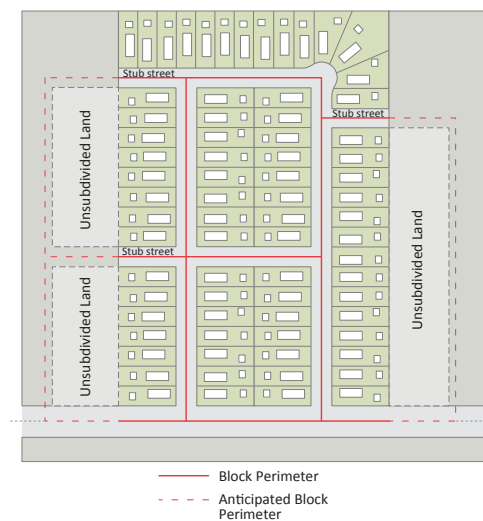 Stub street
Stub street
Unsubdivided Land
Stub street
Unsubdivided Land
Unsubdivided Land
Block Perimeter
Anticipated Block
Perimeter